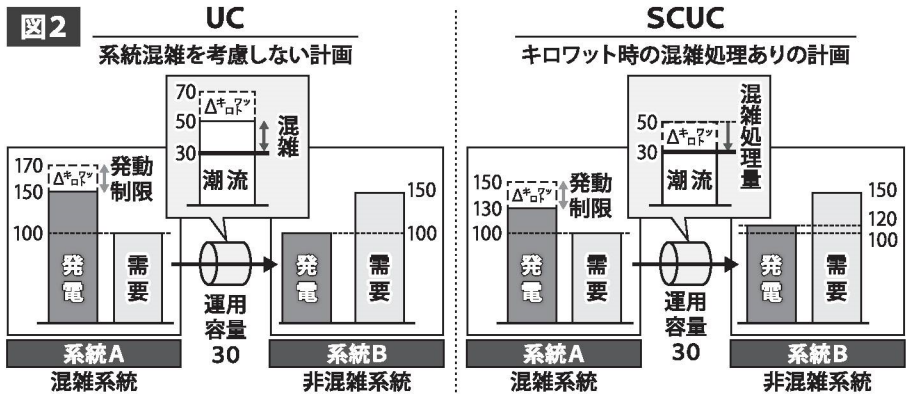 図2
UC
系統混雑を考慮しない計画
70
Δキロワット
50
混雑
30
潮流
170
Δキロワット
発動制限
150
100
発電
需要
運用容量
30
150
100
発電
需要
系統A
混雑系統
系統B
非混雑系統
SCUC
キロワット時の混雑処理ありの計画
50
Δキロワット
混雑処理量
30
潮流
150
Δキロワット
発動制限
130
100
発電
需要
運用容量
30
150
120
100
発電
需要
系統A
混雑系統
系統B
非混雑系統